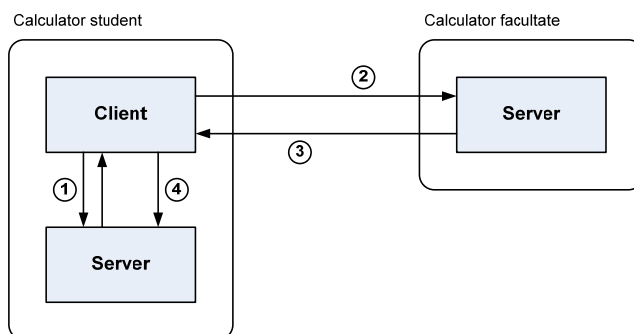 Calculator student
Calculator facultate
Client
2
Server
3
1
4
Server